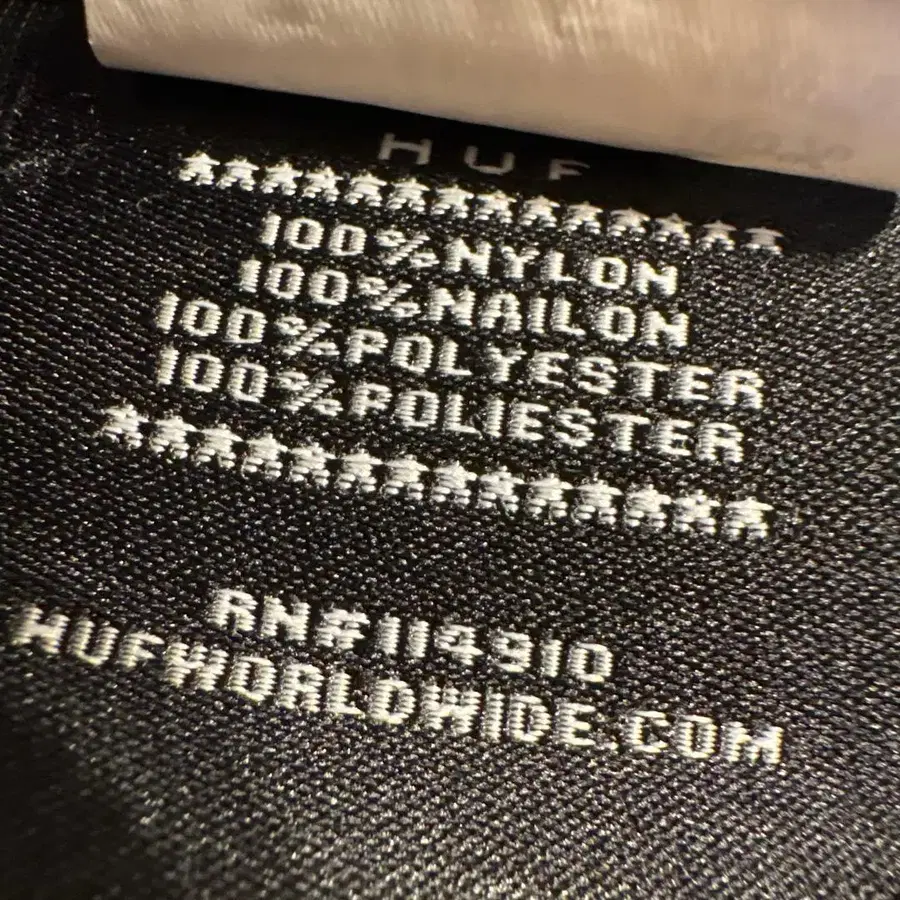 HUF
100%NYLON
100%NAILON
100%POLYESTER
100%POLIESTER
RN#114910
HUFWORLDWIDE.COM